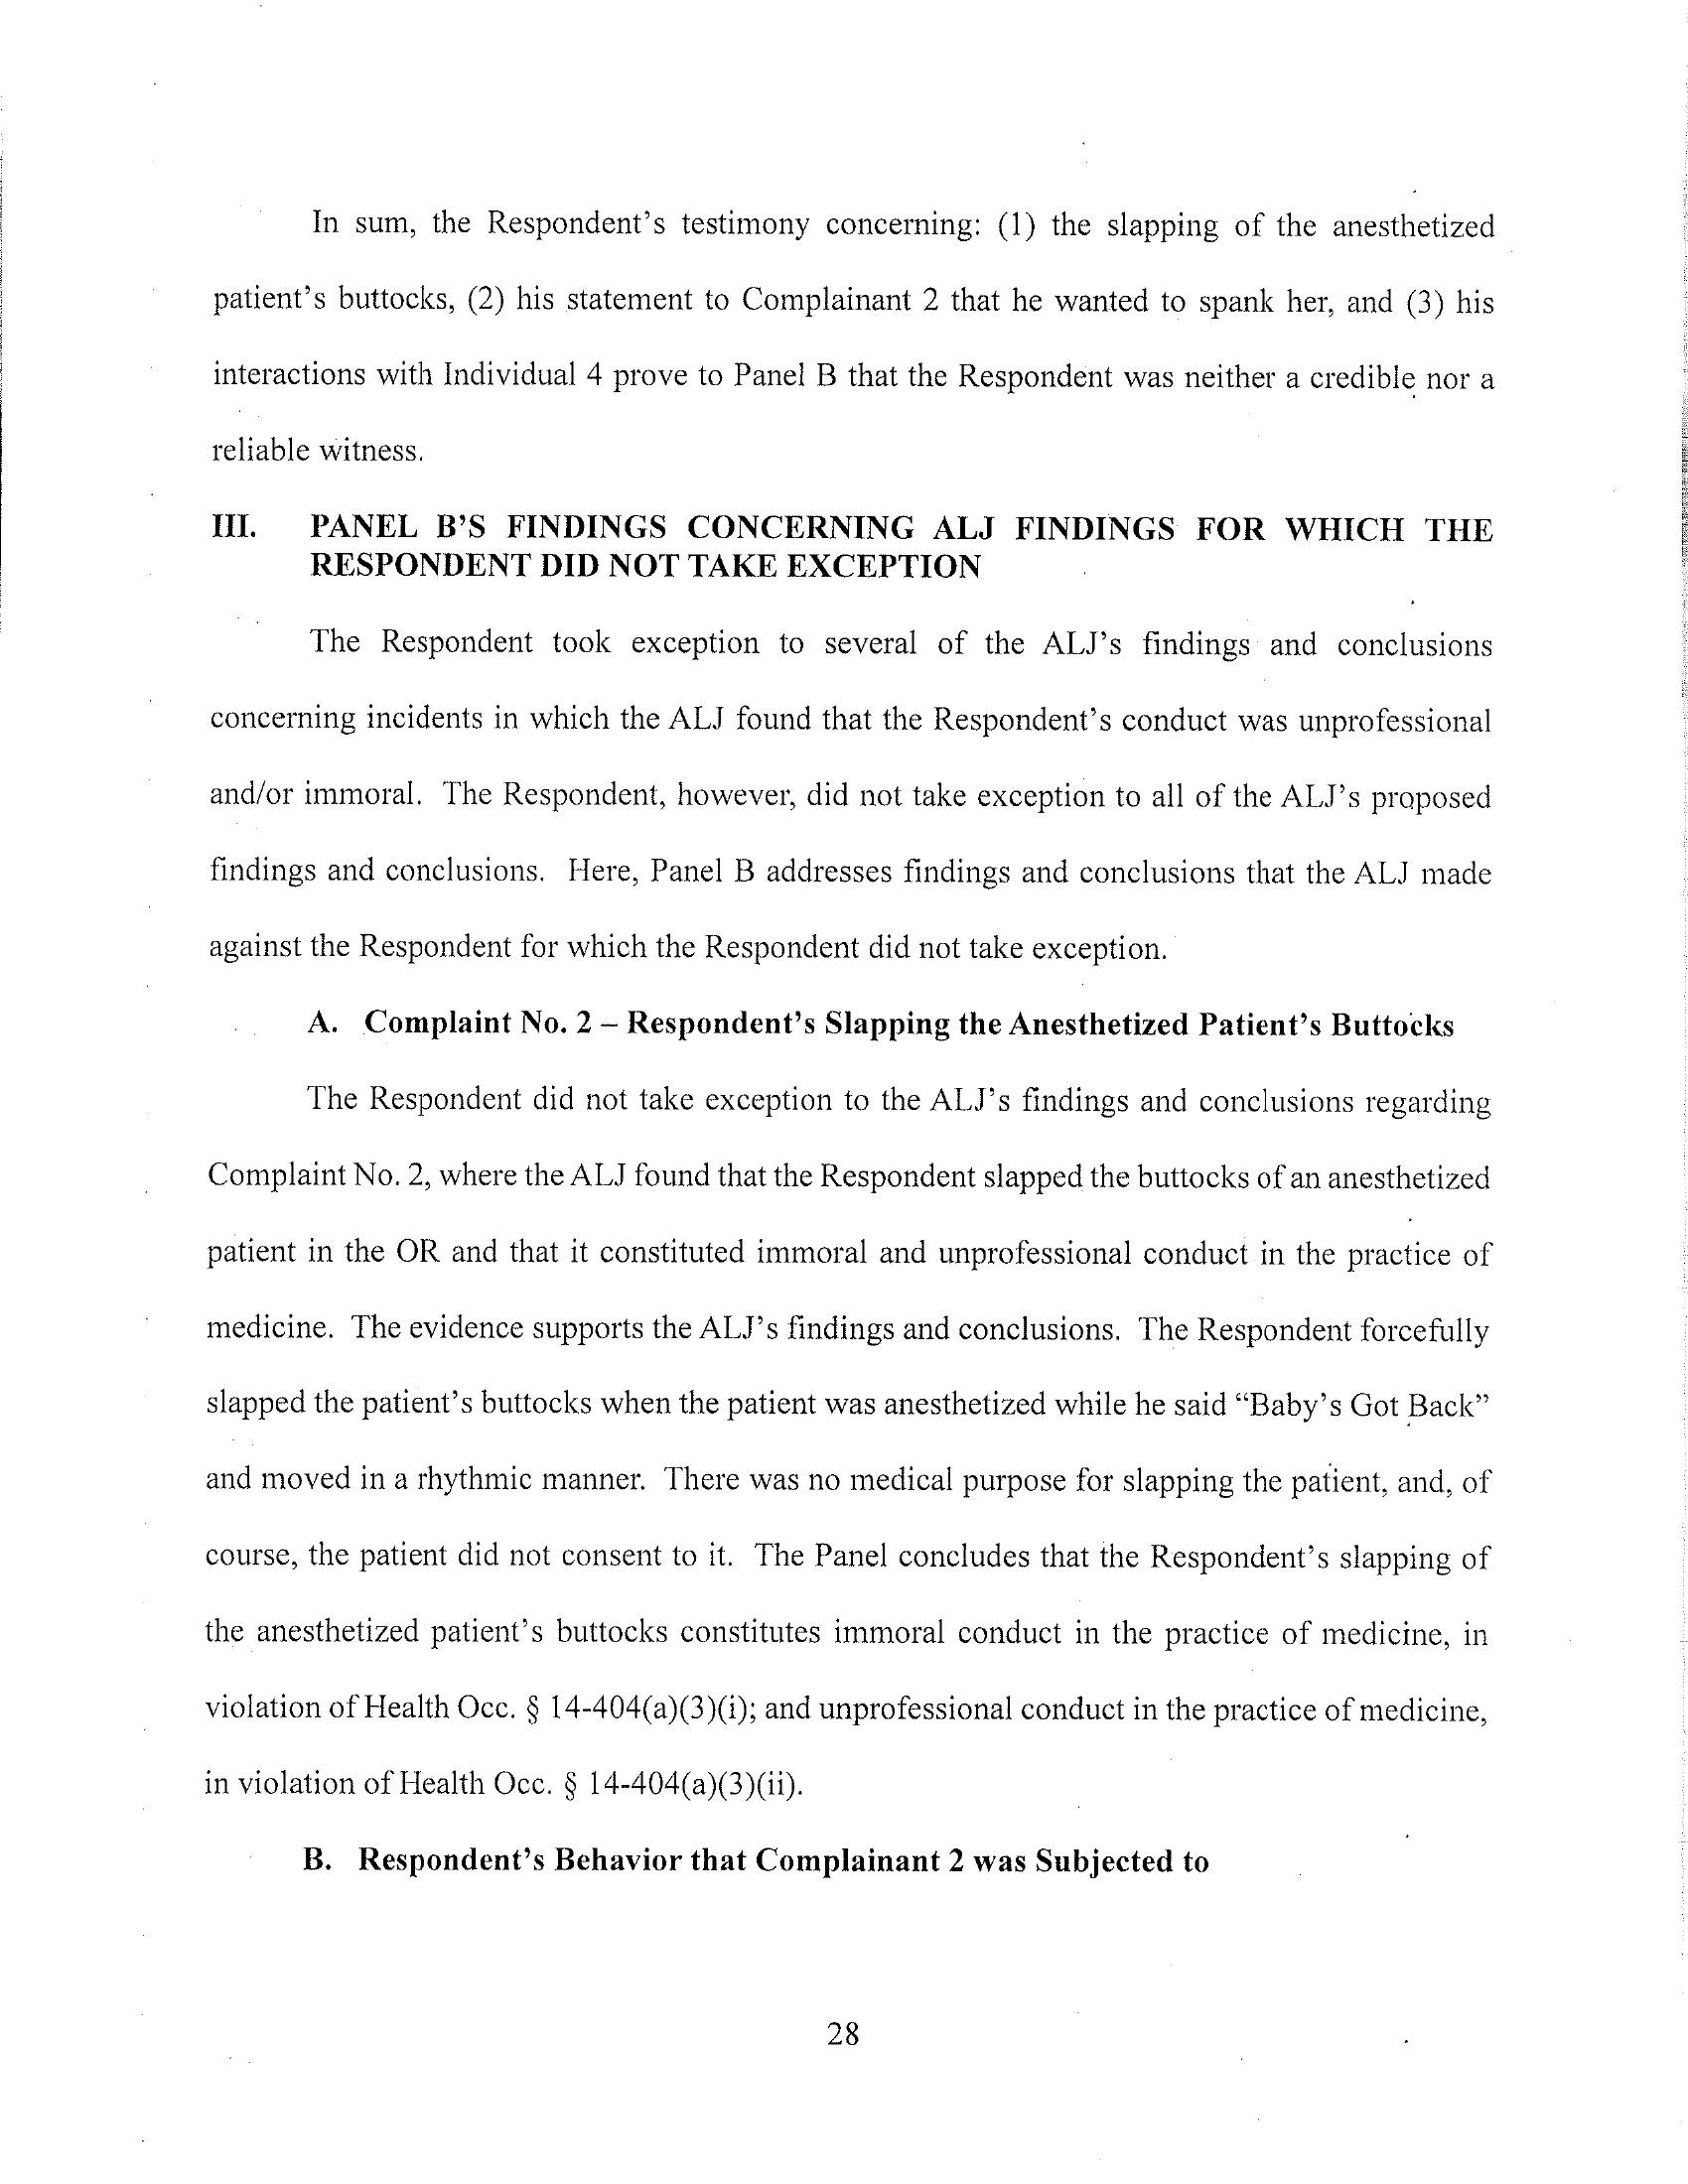 In sum, the Respondent's testimony concerning: (1) the slapping of the anesthetized
patient's buttocks, (2) his statement to Complainant 2 that he wanted to spank her, and (3) his
interactions with Individual 4 prove to Panel B that the Respondent was neither a credible nor a
reliable witness.
III. PANEL B'S FINDINGS CONCERNING ALJ FINDINGS FOR WHICH THE
RESPONDENT DID NOT TAKE EXCEPTION
The Respondent took exception to several of the ALJ's findings and conclusions
concerning incidents in which the ALJ found that the Respondent's conduct was unprofessional
and/or immoral. The Respondent, however, did not take exception to all of the ALJ's proposed
findings and conclusions. Here, Panel B addresses findings and conclusions that the ALJ made
against the Respondent for which the Respondent did not take exception.
A. Complaint No. 2 – Respondent's Slapping the Anesthetized Patient's Buttocks
The Respondent did not take exception to the ALJ's findings and conclusions regarding
Complaint No. 2, where the ALJ found that the Respondent slapped the buttocks of an anesthetized
patient in the OR and that it constituted immoral and unprofessional conduct in the practice of
medicine. The evidence supports the ALJ's findings and conclusions. The Respondent forcefully
slapped the patient's buttocks when the patient was anesthetized while he said “Baby's Got Back”
and moved in a rhythmic manner. There was no medical purpose for slapping the patient, and, of
course, the patient did not consent to it. The Panel concludes that the Respondent's slapping of
the anesthetized patient's buttocks constitutes immoral conduct in the practice of medicine, in
violation of Health Occ. § 14-404(a)(3)(i); and unprofessional conduct in the practice of medicine,
in violation of Health Occ. § 14-404(a)(3)(ii).
B. Respondent's Behavior that Complainant 2 was Subjected to
28